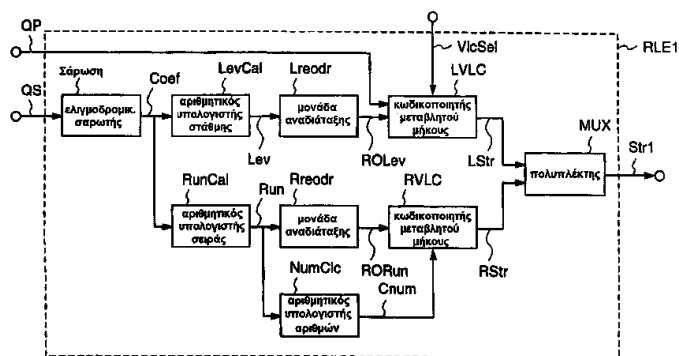 QP
VlcSel
RLE1
Σάρωση
LevCal
Lreodr
LVLC
QS
Coef
ελιγμοδρομικ.
σαρωτής
αριθμητικός
υπολογιστής
στάθμης
μονάδα
αναδιάταξης
κωδικοποιητής
μεταβλητού
μήκους
Lev
ROLev
LStr
MUX
Str1
πολυπλέκτης
RunCal
Run
Rreodr
RVLC
αριθμητικός
υπολογιστής
σειράς
μονάδα
αναδιάταξης
κωδικοποιητής
μεταβλητού
μήκους
RORun
RStr
NumClc
Cnum
αριθμητικός
υπολογιστής
αριθμών